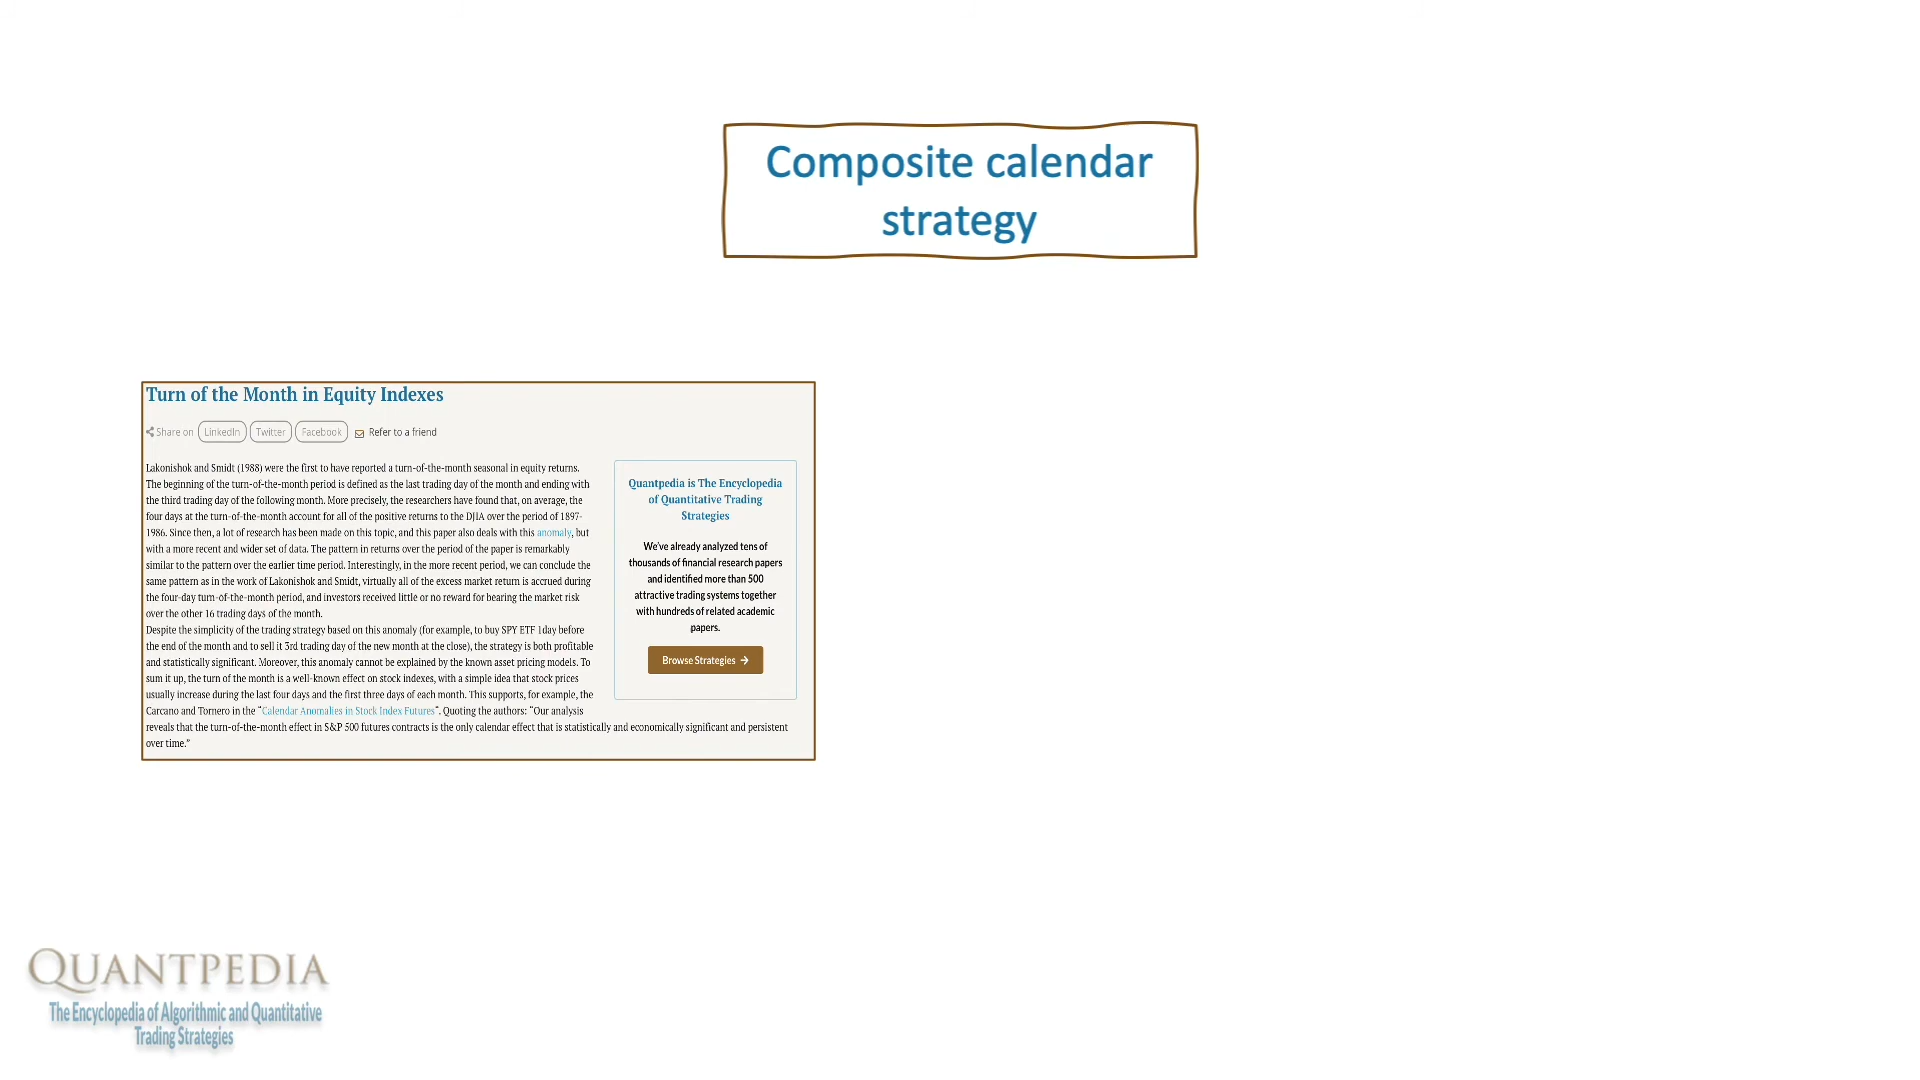 Composite calendar
strategy
Turn of the Month in Equity Indexes
Share on LinkedIn Twitter Facebook Refer to a friend
Lakonishok and Smidt (1988) were the first to have reported a turn-of-the-month seasonal in equity returns.
The beginning of the turn-of-the-month period is defined as the last trading day of the month and ending with
the third trading day of the following month. More precisely, the researchers have found that, on average, the
four days at the turn-of-the-month account for all of the positive returns to the DJIA over the period of 1897-
1986. Since then, a lot of research has been made on this topic, and this paper also deals with this anomaly, but
with a more recent and wider set of data. The pattern in returns over the period of the paper is remarkably
similar to the pattern over the earlier time period. Interestingly, in the more recent period, we can conclude the
same pattern as in the work of Lakonishok and Smidt, virtually all of the excess market return is accrued during
the four-day turn-of-the-month period, and investors received little or no reward for bearing the market risk
over the other 16 trading days of the month.
Despite the simplicity of the trading strategy based on this anomaly (for example, to buy SPY ETF 1day before
the end of the month and to sell it 3rd trading day of the new month at the close), the strategy is both profitable
and statistically significant. Moreover, this anomaly cannot be explained by the known asset pricing models. To
sum it up, the turn of the month is a well-known effect on stock indexes, with a simple idea that stock prices
usually increase during the last four days and the first three days of each month. This supports, for example, the
Carcano and Tornero in the “Calendar Anomalies in Stock Index Futures“. Quoting the authors: “Our analysis
reveals that the turn-of-the-month effect in S&P 500 futures contracts is the only calendar effect that is statistically and economically significant and persistent
over time.”
Quantpedia is The Encyclopedia
of Quantitative Trading
Strategies
We’ve already analyzed tens of
thousands of financial research papers
and identified more than 500
attractive trading systems together
with hundreds of related academic
papers.
Browse Strategies →
QUANTPEDIA
The Encyclopedia of Algorithmic and Quantitative
Trading Strategies